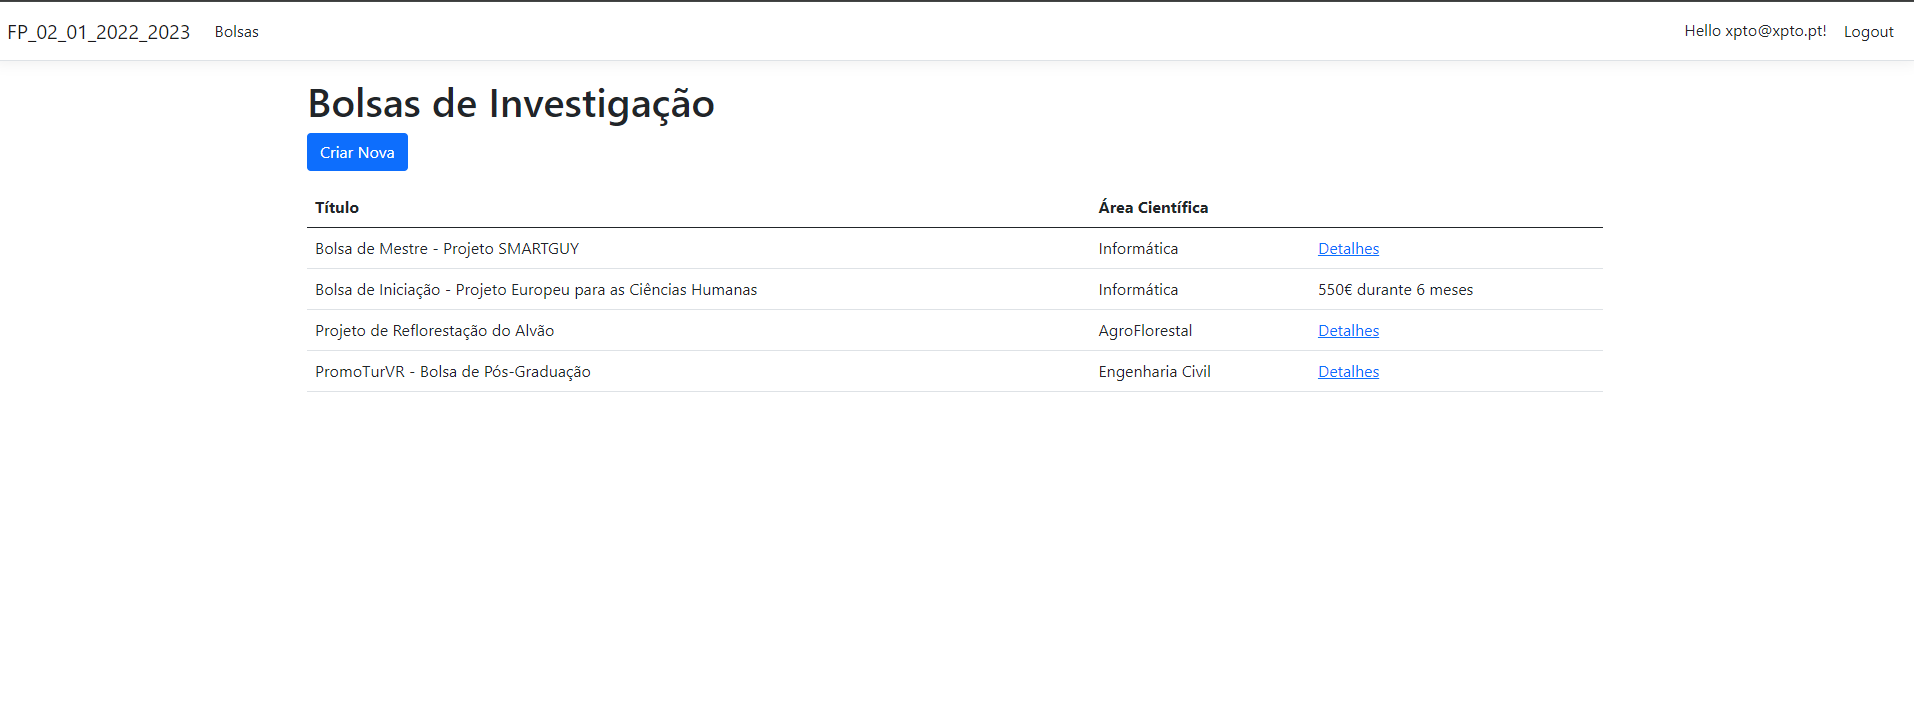 FP_02_01_2022_2023 Bolsas Hello xpto@xpto.pt! Logout
Bolsas de Investigação
Criar Nova
Título Área Científica
Bolsa de Mestre - Projeto SMARTGUY Informática Detalhes
Bolsa de Iniciação - Projeto Europeu para as Ciências Humanas Informática 550€ durante 6 meses
Projeto de Reflorestação do Alvão AgroFlorestal Detalhes
PromoTurVR - Bolsa de Pós-Graduação Engenharia Civil Detalhes